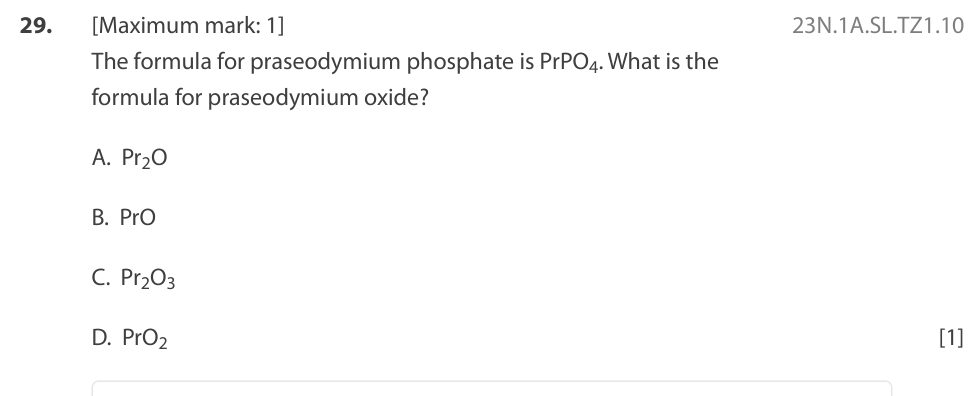 29. [Maximum mark: 1] 23N.1A.SL.TZ1.10
The formula for praseodymium phosphate is PrPO₄. What is the
formula for praseodymium oxide?
A. Pr₂O
B. PrO
C. Pr₂O₃
D. PrO₂ [1]